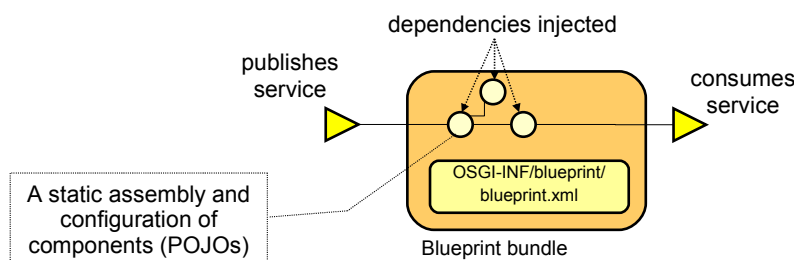 dependencies injected
publishes
service
consumes
service
OSGI-INF/blueprint/
blueprint.xml
A static assembly and
configuration of
components (POJOs)
Blueprint bundle